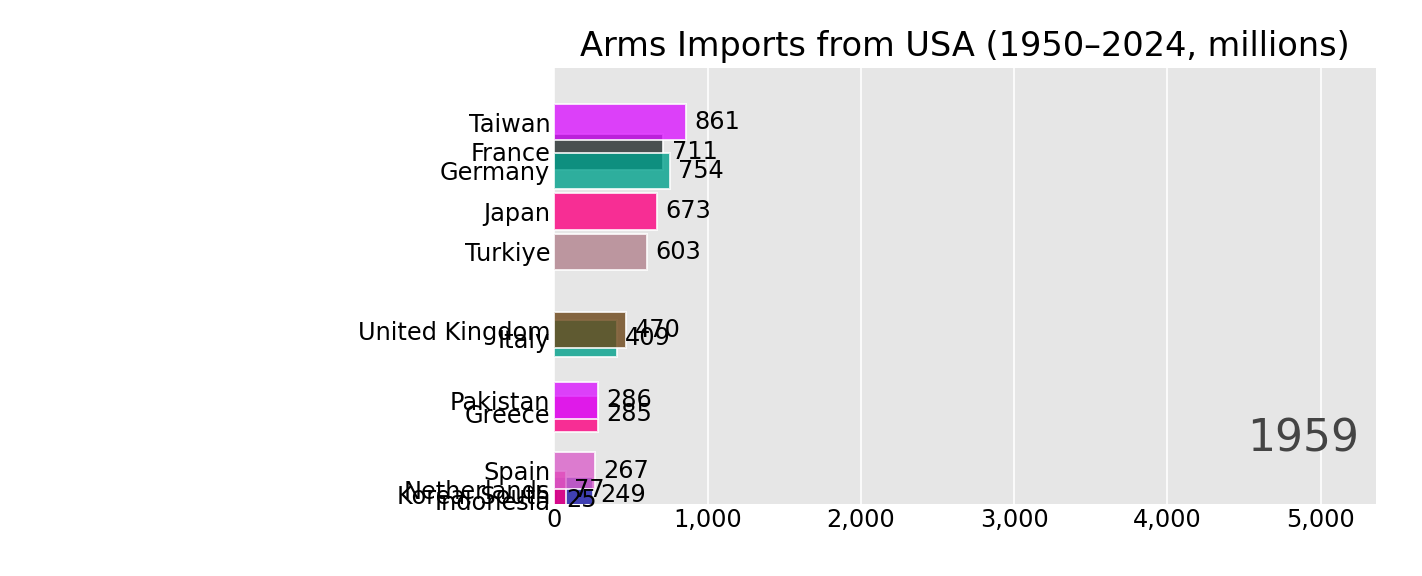 Arms Imports from USA (1950–2024, millions)
Taiwan 861
France 711
Germany 754
Japan 673
Turkiye 603
United Kingdom 470
Italy 409
Pakistan 286
Greece 285
1959
Spain 267
Netherlands 77
Korea South 249
Indonesia 25
0 1,000 2,000 3,000 4,000 5,000